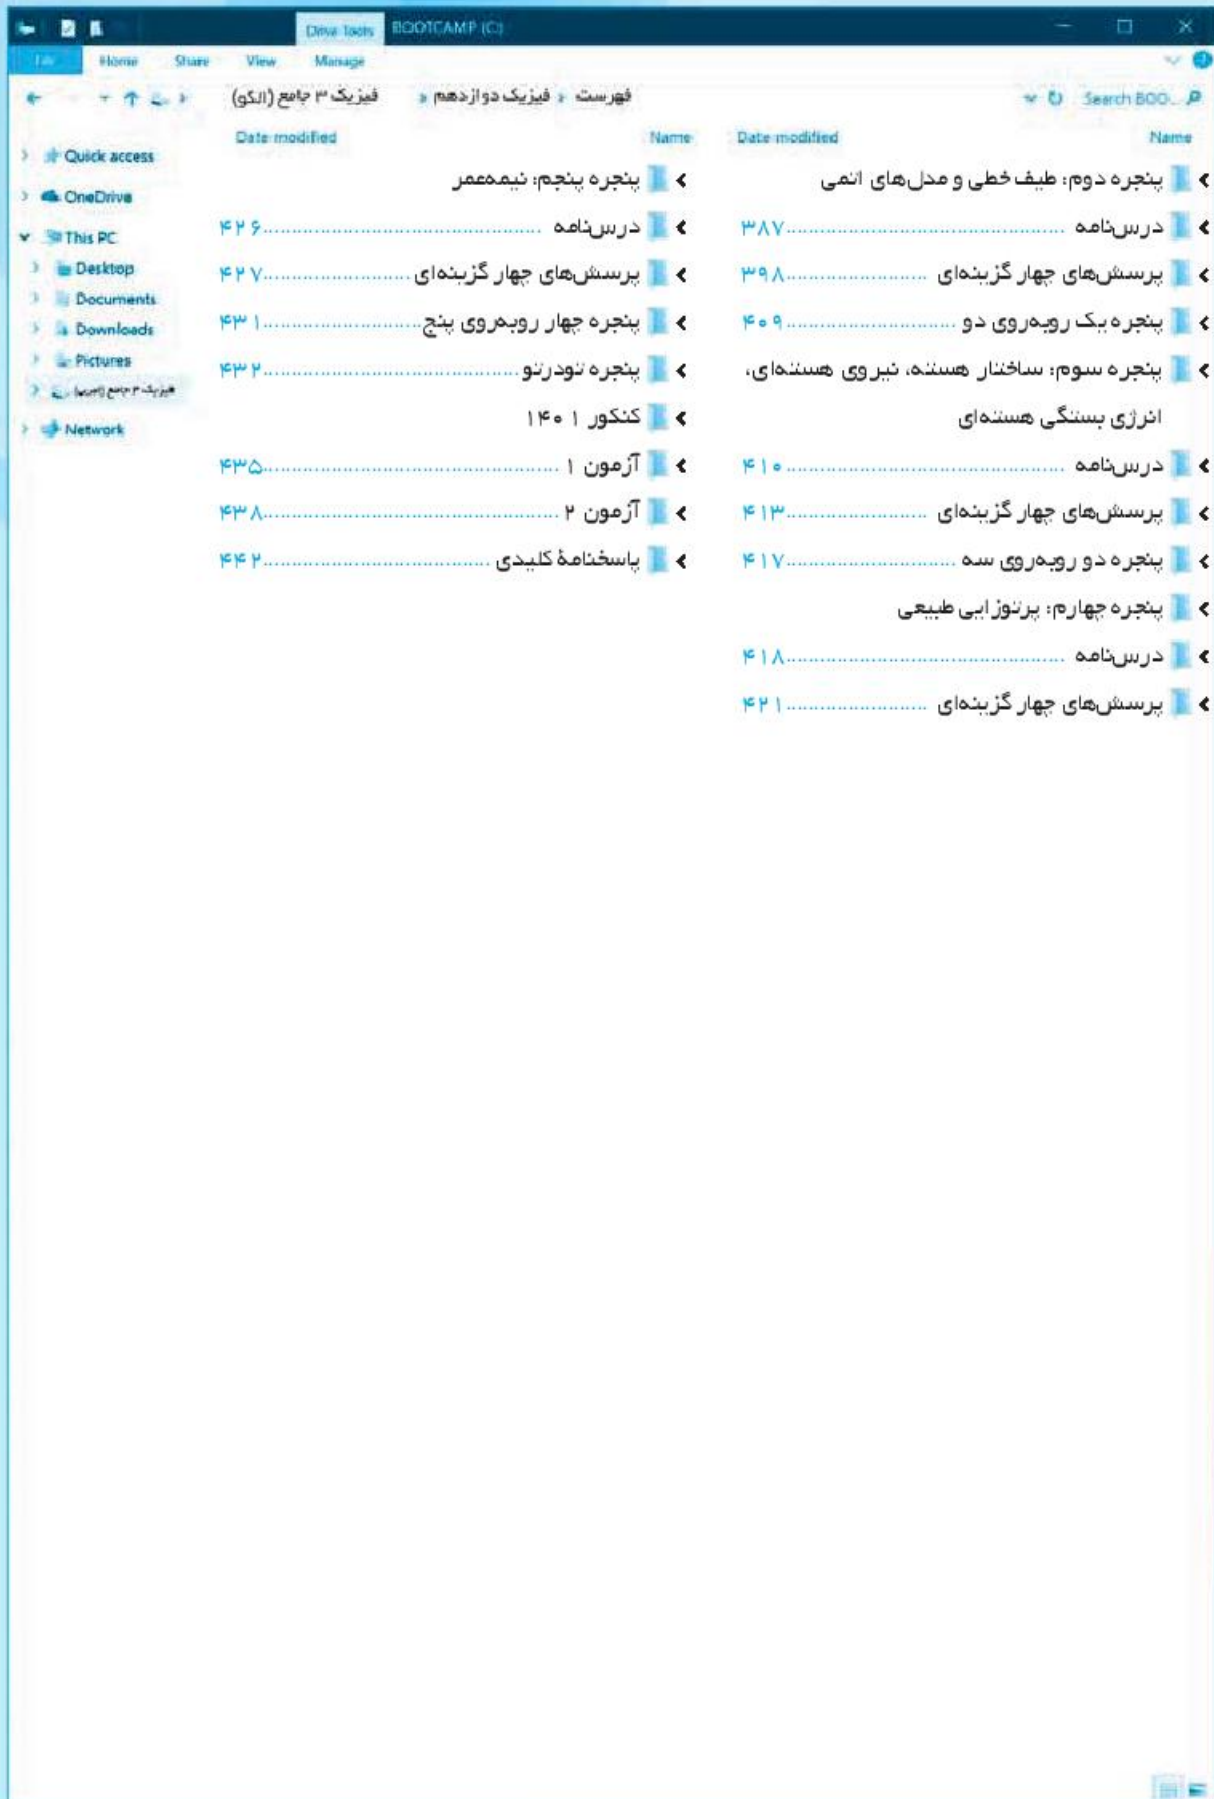 Drive Tools
BOOTCAMP (C:)
File
Home
Share
View
Manage
فهرست › فیزیک دوازدهم › فیزیک ۳ جامع (الگو)
Search BOO...
Name
Date modified
Name
Date modified
Quick access
OneDrive
This PC
Desktop
Documents
Downloads
Pictures
Network
پنجره دوم: طیف خطی و مدل‌های اتمی
درس‌نامه ........ ۳۸۷
پرسش‌های چهار گزینه‌ای ........ ۳۹۸
پنجره یک روبه‌روی دو ........ ۴۰۹
پنجره سوم: ساختار هسته، نیروی هسته‌ای،
انرژی بستگی هسته‌ای
درس‌نامه ........ ۴۱۰
پرسش‌های چهار گزینه‌ای ........ ۴۱۳
پنجره دو روبه‌روی سه ........ ۴۱۷
پنجره چهارم: پرتوزایی طبیعی
درس‌نامه ........ ۴۱۸
پرسش‌های چهار گزینه‌ای ........ ۴۲۱
پنجره پنجم: نیمه‌عمر
درس‌نامه ........ ۴۲۶
پرسش‌های چهار گزینه‌ای ........ ۴۲۷
پنجره چهار روبه‌روی پنج ........ ۴۳۱
پنجره تودرتو ........ ۴۳۲
کنکور ۱۴۰۱
آزمون ۱ ........ ۴۳۵
آزمون ۲ ........ ۴۳۸
پاسخنامهٔ کلیدی ........ ۴۴۲